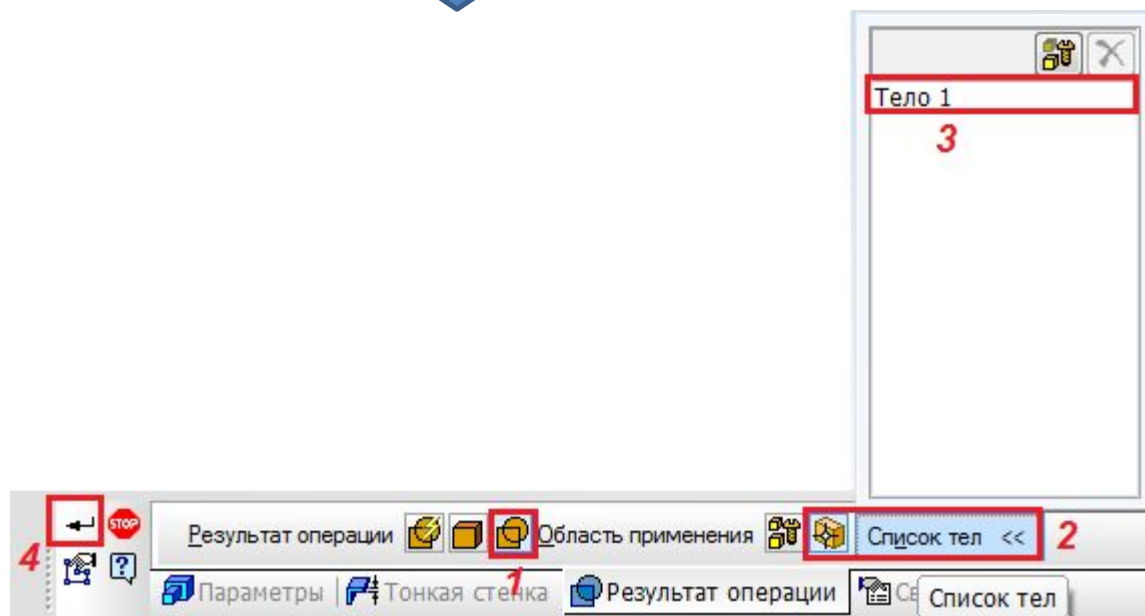 Тело 1
3
STOP
4
Результат операции Область применения Список тел << 2
?
1
Параметры Тонкая стенка Результат операции
Список тел